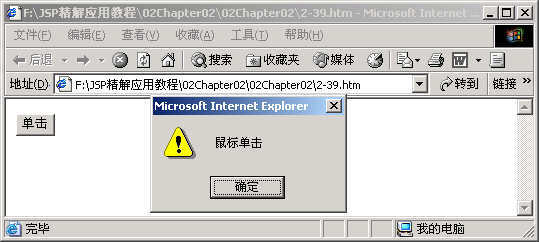 F:\JSP精解应用教程\02Chapter02\02Chapter02\2-39.htm - Microsoft Internet ...
文件(F) 编辑(E) 查看(V) 收藏(A) 工具(T) 帮助(H)
后退 搜索 收藏夹 媒体
地址(D) F:\JSP精解应用教程\02Chapter02\02Chapter02\2-39.htm 转到 链接 »
Microsoft Internet Explorer
单击
鼠标单击
确定
完毕 我的电脑